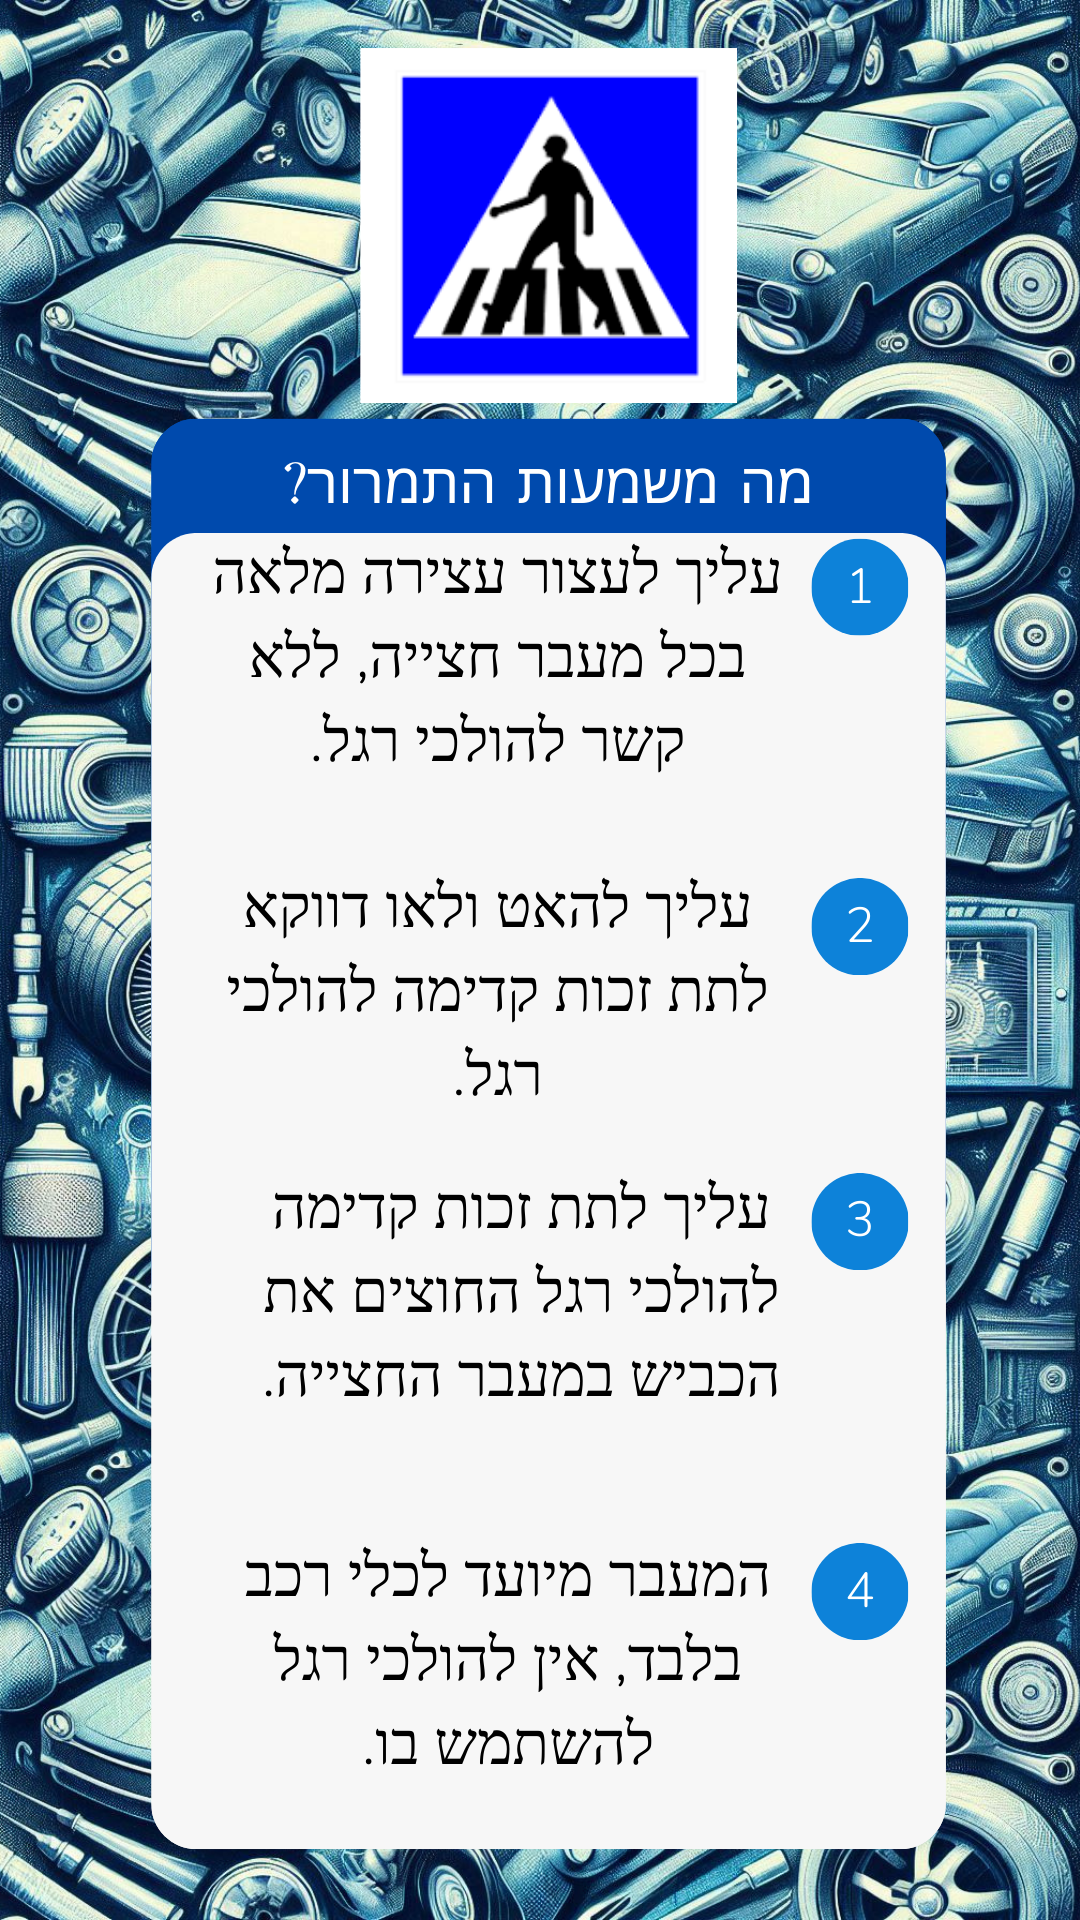 מה משמעות התמרור?
1
עליך לעצור עצירה מלאה
בכל מעבר חצייה, ללא
קשר להולכי רגל.
2
עליך להאט ולאו דווקא
לתת זכות קדימה להולכי
רגל.
3
עליך לתת זכות קדימה
להולכי רגל החוצים את
הכביש במעבר החצייה.
4
המעבר מיועד לכלי רכב
בלבד, אין להולכי רגל
להשתמש בו.